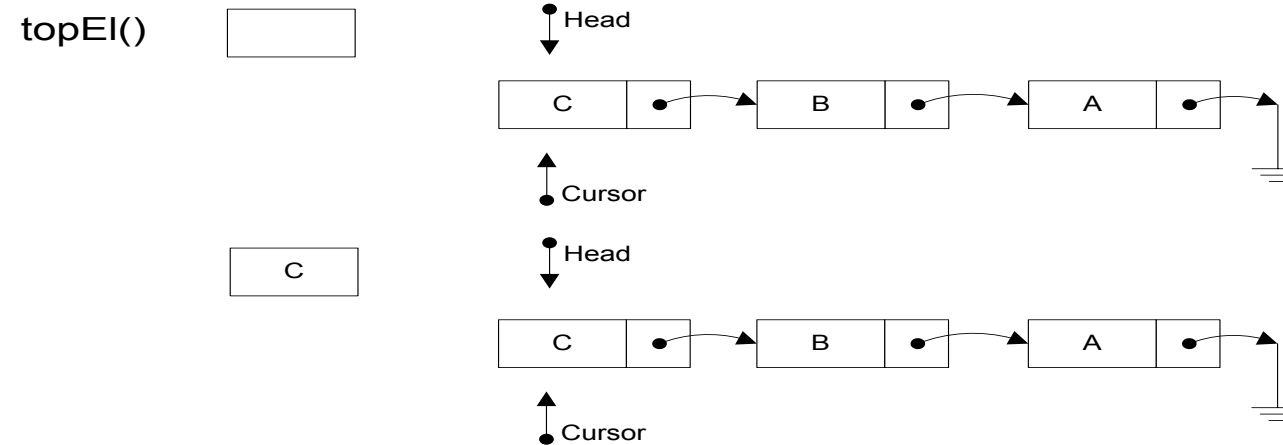 topEl()
Head
C B A
Cursor
Head
C
C B A
Cursor